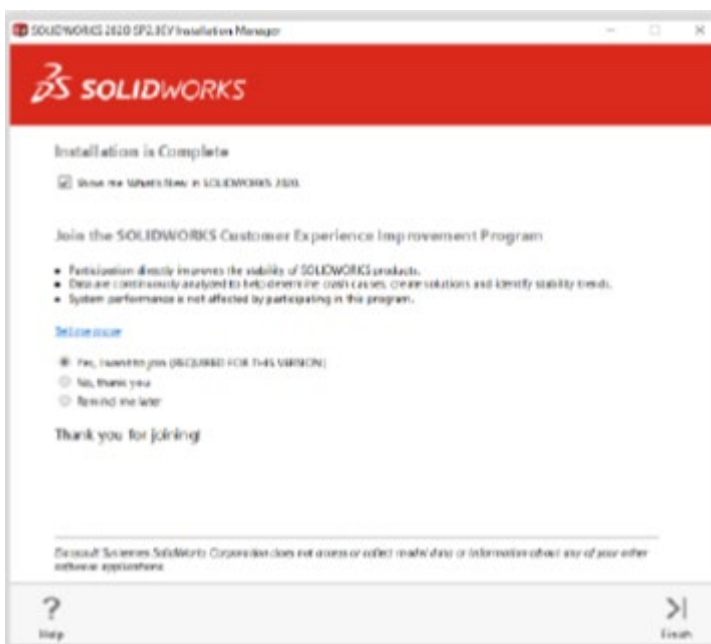 SOLIDWORKS 2020 SP2.0EV Installation Manager
SOLIDWORKS
Installation is Complete
Show me What's New in SOLIDWORKS 2020.
Join the SOLIDWORKS Customer Experience Improvement Program
Participation directly improves the stability of SOLIDWORKS products.
Data are continuously analyzed to help determine crash causes, create solutions and identify stability trends.
System performance is not affected by participating in this program.
Tell me more
Yes, I want to join (REQUIRED FOR THIS VERSION)
No, thank you
Remind me later
Thank you for joining!
Dassault Systemes SolidWorks Corporation does not access or collect model data or information about any of your other
software applications.
?
Help
Finish